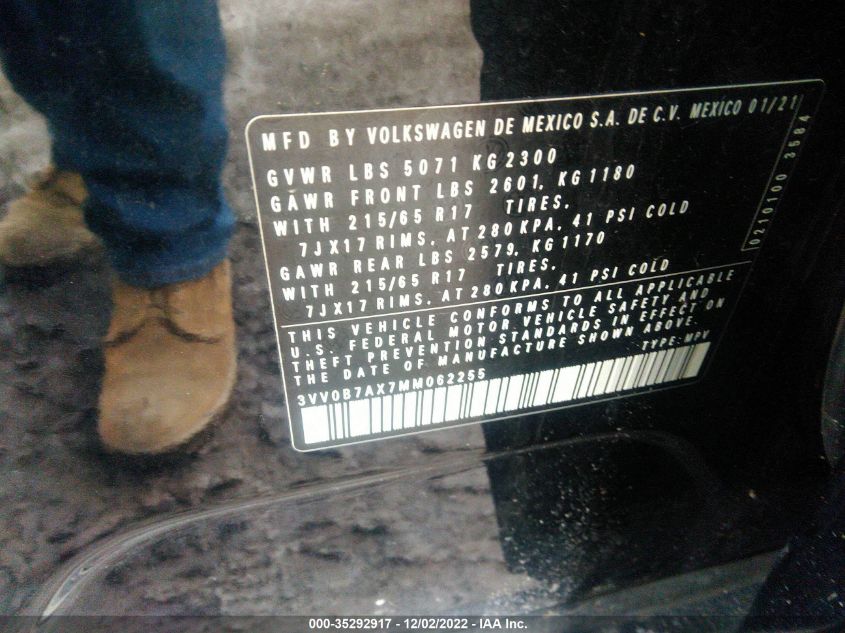 MFD BY VOLKSWAGEN DE MEXICO S.A. DE C.V. MEXICO 01/21
GVWR LBS 5071 KG 2300
GAWR FRONT LBS 2601, KG 1180
WITH 215/65 R17 TIRES,
7JX17 RIMS, AT 280 KPA, 41 PSI COLD
GAWR REAR LBS 2579, KG 1170
WITH 215/65 R17 TIRES,
7JX17 RIMS, AT 280 KPA, 41 PSI COLD
0210100 3584
THIS VEHICLE CONFORMS TO ALL APPLICABLE
U.S. FEDERAL MOTOR VEHICLE SAFETY AND
THEFT PREVENTION STANDARDS IN EFFECT ON
THE DATE OF MANUFACTURE SHOWN ABOVE.
TYPE: MPV
3VV0B7AX7MM062255
000-35292917 - 12/02/2022 - IAA Inc.